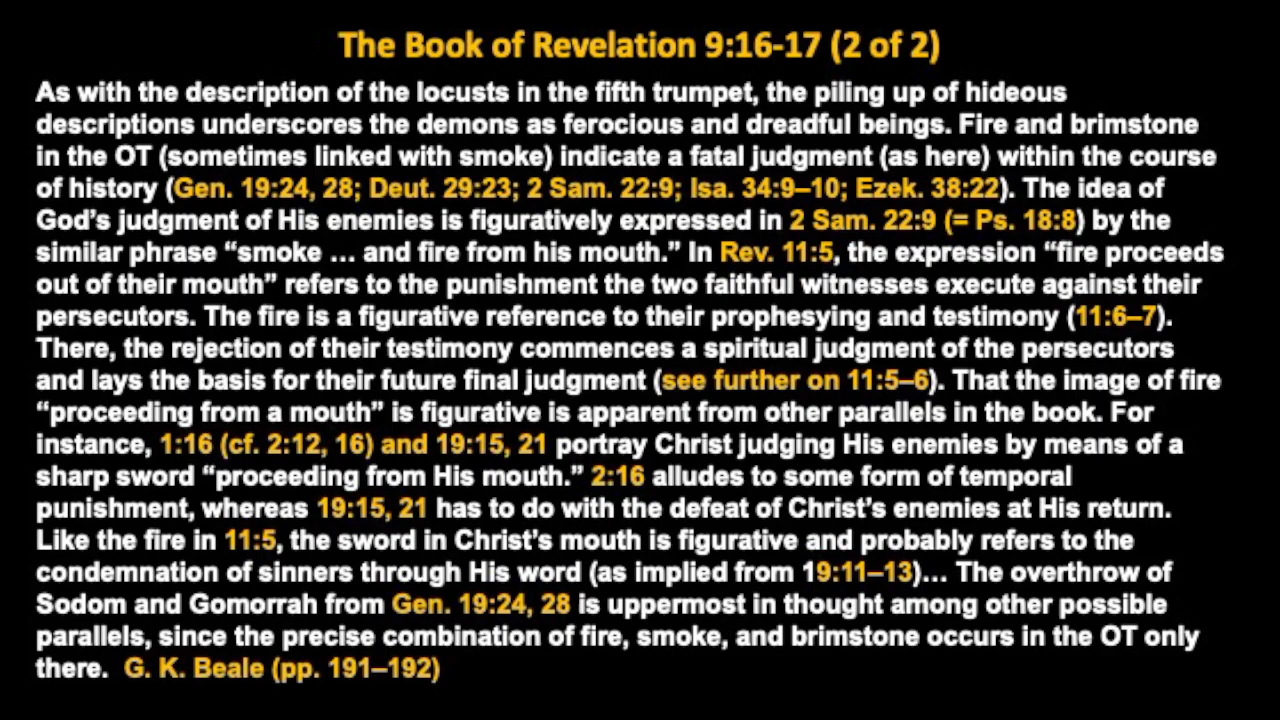 The Book of Revelation 9:16-17 (2 of 2)
As with the description of the locusts in the fifth trumpet, the piling up of hideous
descriptions underscores the demons as ferocious and dreadful beings. Fire and brimstone
in the OT (sometimes linked with smoke) indicate a fatal judgment (as here) within the course
of history (Gen. 19:24, 28; Deut. 29:23; 2 Sam. 22:9; Isa. 34:9–10; Ezek. 38:22). The idea of
God’s judgment of His enemies is figuratively expressed in 2 Sam. 22:9 (= Ps. 18:8) by the
similar phrase “smoke … and fire from his mouth.” In Rev. 11:5, the expression “fire proceeds
out of their mouth” refers to the punishment the two faithful witnesses execute against their
persecutors. The fire is a figurative reference to their prophesying and testimony (11:6–7).
There, the rejection of their testimony commences a spiritual judgment of the persecutors
and lays the basis for their future final judgment (see further on 11:5–6). That the image of fire
“proceeding from a mouth” is figurative is apparent from other parallels in the book. For
instance, 1:16 (cf. 2:12, 16) and 19:15, 21 portray Christ judging His enemies by means of a
sharp sword “proceeding from His mouth.” 2:16 alludes to some form of temporal
punishment, whereas 19:15, 21 has to do with the defeat of Christ’s enemies at His return.
Like the fire in 11:5, the sword in Christ’s mouth is figurative and probably refers to the
condemnation of sinners through His word (as implied from 19:11–13)… The overthrow of
Sodom and Gomorrah from Gen. 19:24, 28 is uppermost in thought among other possible
parallels, since the precise combination of fire, smoke, and brimstone occurs in the OT only
there. G. K. Beale (pp. 191–192)